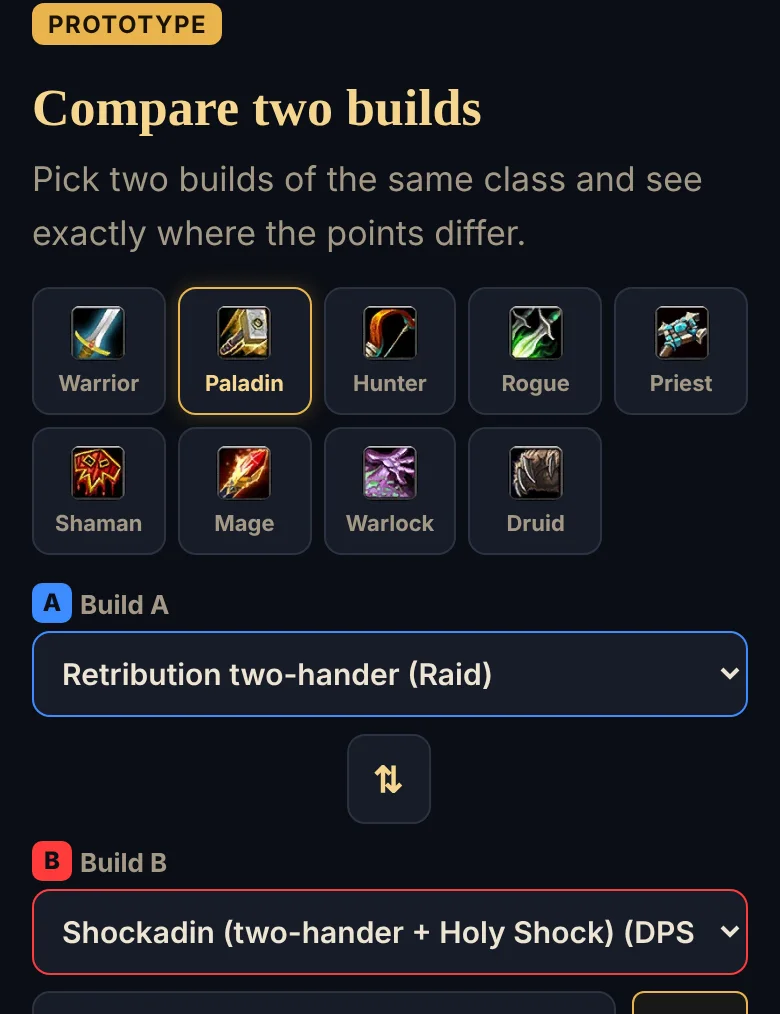 PROTOTYPE
Compare two builds
Pick two builds of the same class and see
exactly where the points differ.
Warrior
Paladin
Hunter
Rogue
Priest
Shaman
Mage
Warlock
Druid
A Build A
Retribution two-hander (Raid)
B Build B
Shockadin (two-hander + Holy Shock) (DPS